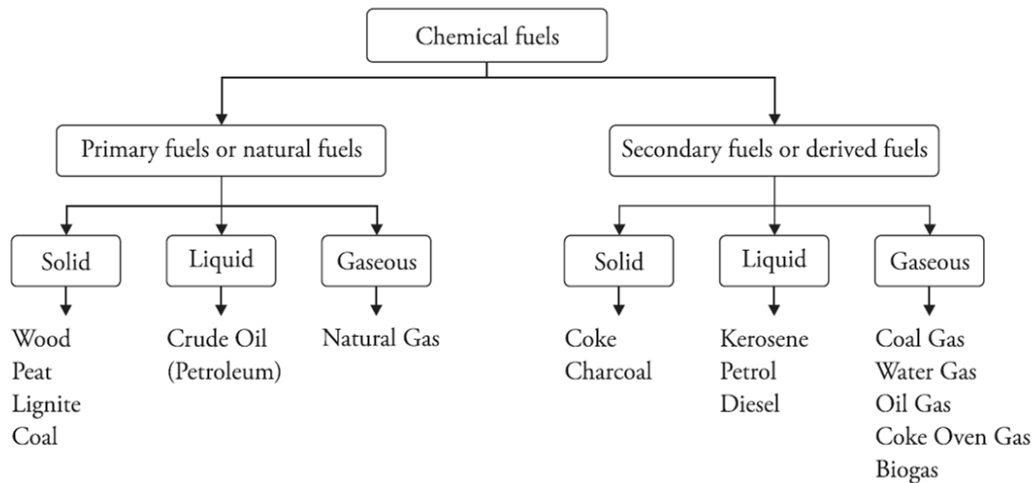 Chemical fuels
Primary fuels or natural fuels
Secondary fuels or derived fuels
Solid
Liquid
Gaseous
Solid
Liquid
Gaseous
Wood
Peat
Lignite
Coal
Crude Oil
(Petroleum)
Natural Gas
Coke
Charcoal
Kerosene
Petrol
Diesel
Coal Gas
Water Gas
Oil Gas
Coke Oven Gas
Biogas